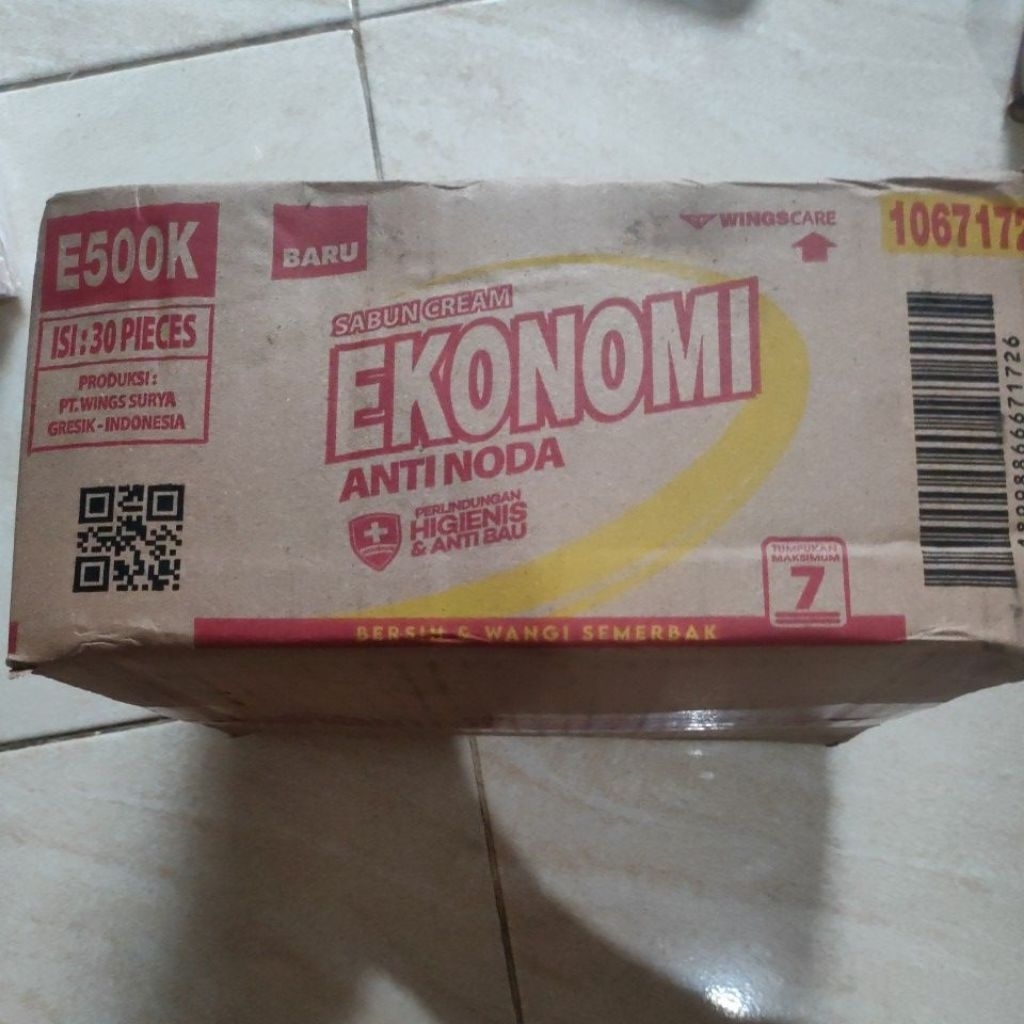 E500K
ISI : 30 PIECES
PRODUKSI :
PT. WINGS SURYA
GRESIK - INDONESIA
BARU
WINGSCARE
SABUN CREAM
EKONOMI
ANTI NODA
PERLINDUNGAN
HIGIENIS
& ANTI BAU
TUMPUKAN
MAKSIMUM
7
BERSIH & WANGI SEMERBAK